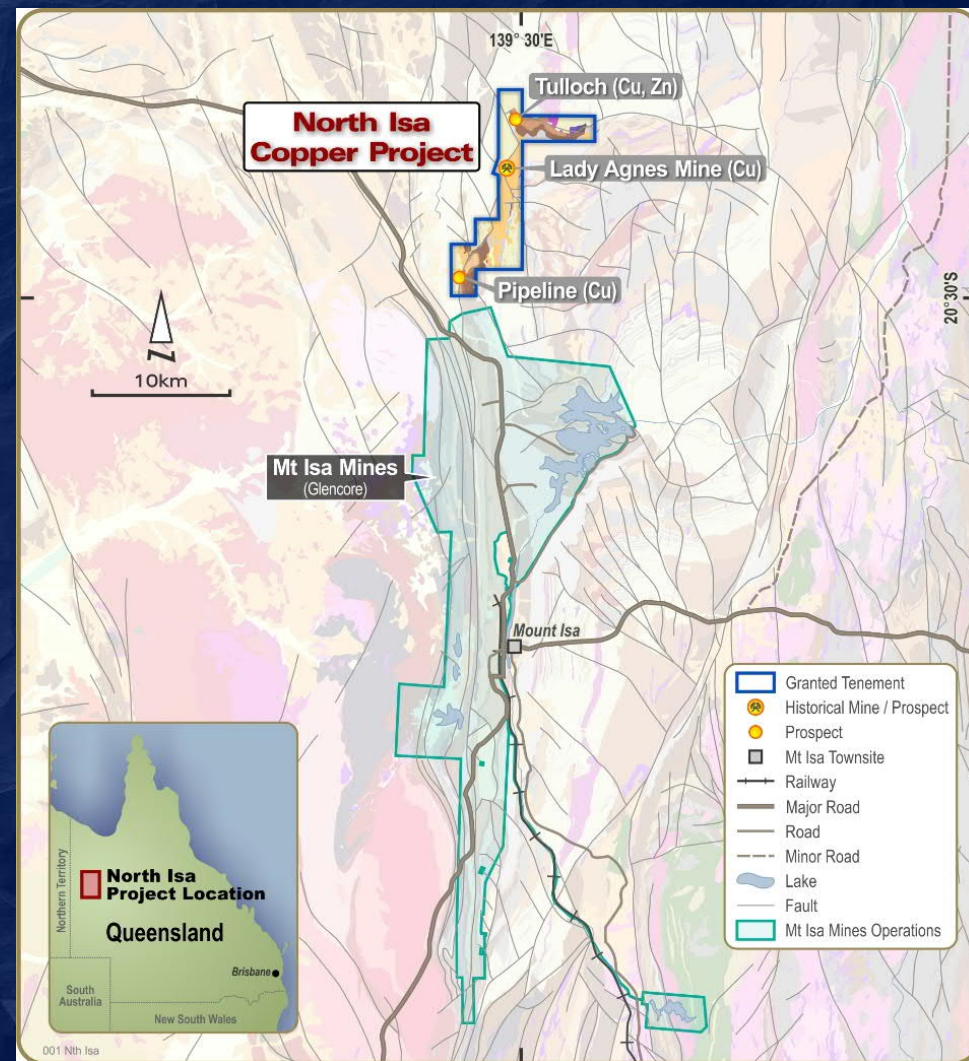 139° 30'E
Tulloch (Cu, Zn)
North Isa
Copper Project
Lady Agnes Mine (Cu)
Pipeline (Cu)
20°30'S
N
10km
Mt Isa Mines
(Glencore)
Mount Isa
Granted Tenement
Historical Mine / Prospect
Prospect
Mt Isa Townsite
Railway
Major Road
Road
Minor Road
Lake
Fault
Mt Isa Mines Operations
Northern Territory
North Isa
Project Location
Queensland
Brisbane
South
Australia
New South Wales
001 Nth Isa